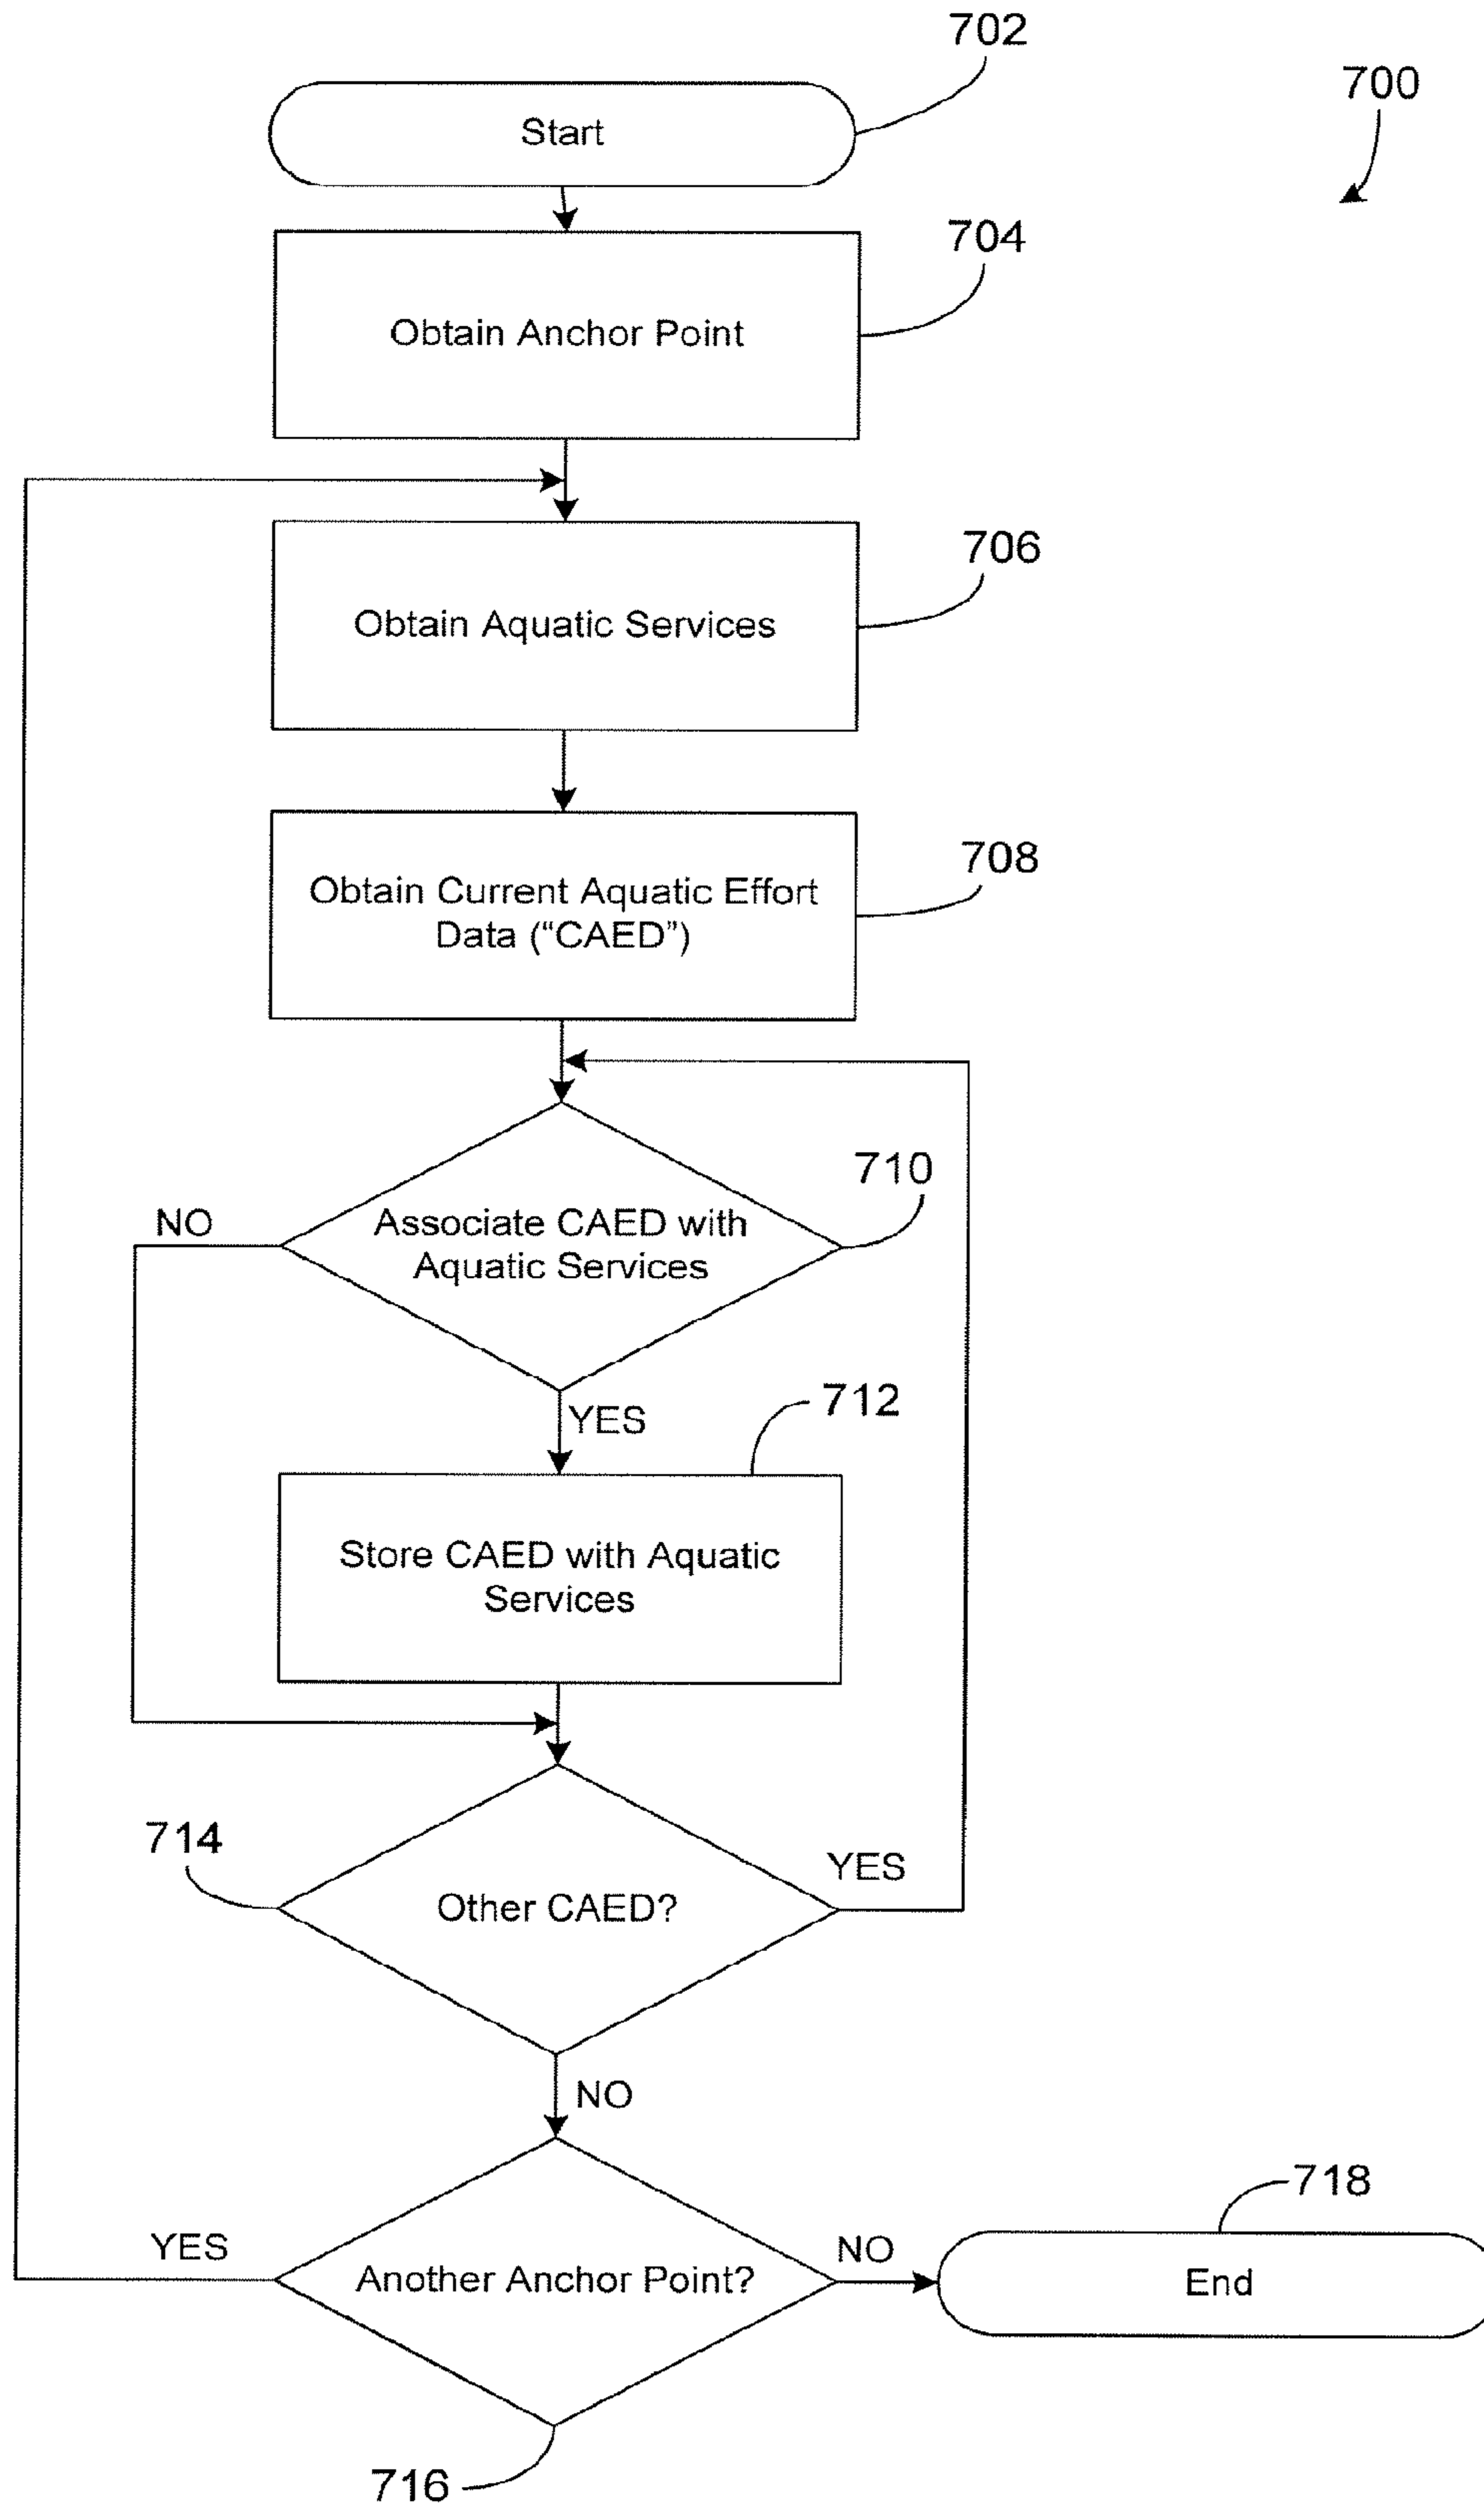 702
700
Start
704
Obtain Anchor Point
706
Obtain Aquatic Services
708
Obtain Current Aquatic Effort
Data (“CAED”)
710
NO
Associate CAED with
Aquatic Services
YES
712
Store CAED with Aquatic
Services
714
YES
Other CAED?
NO
718
YES
NO
Another Anchor Point?
End
716